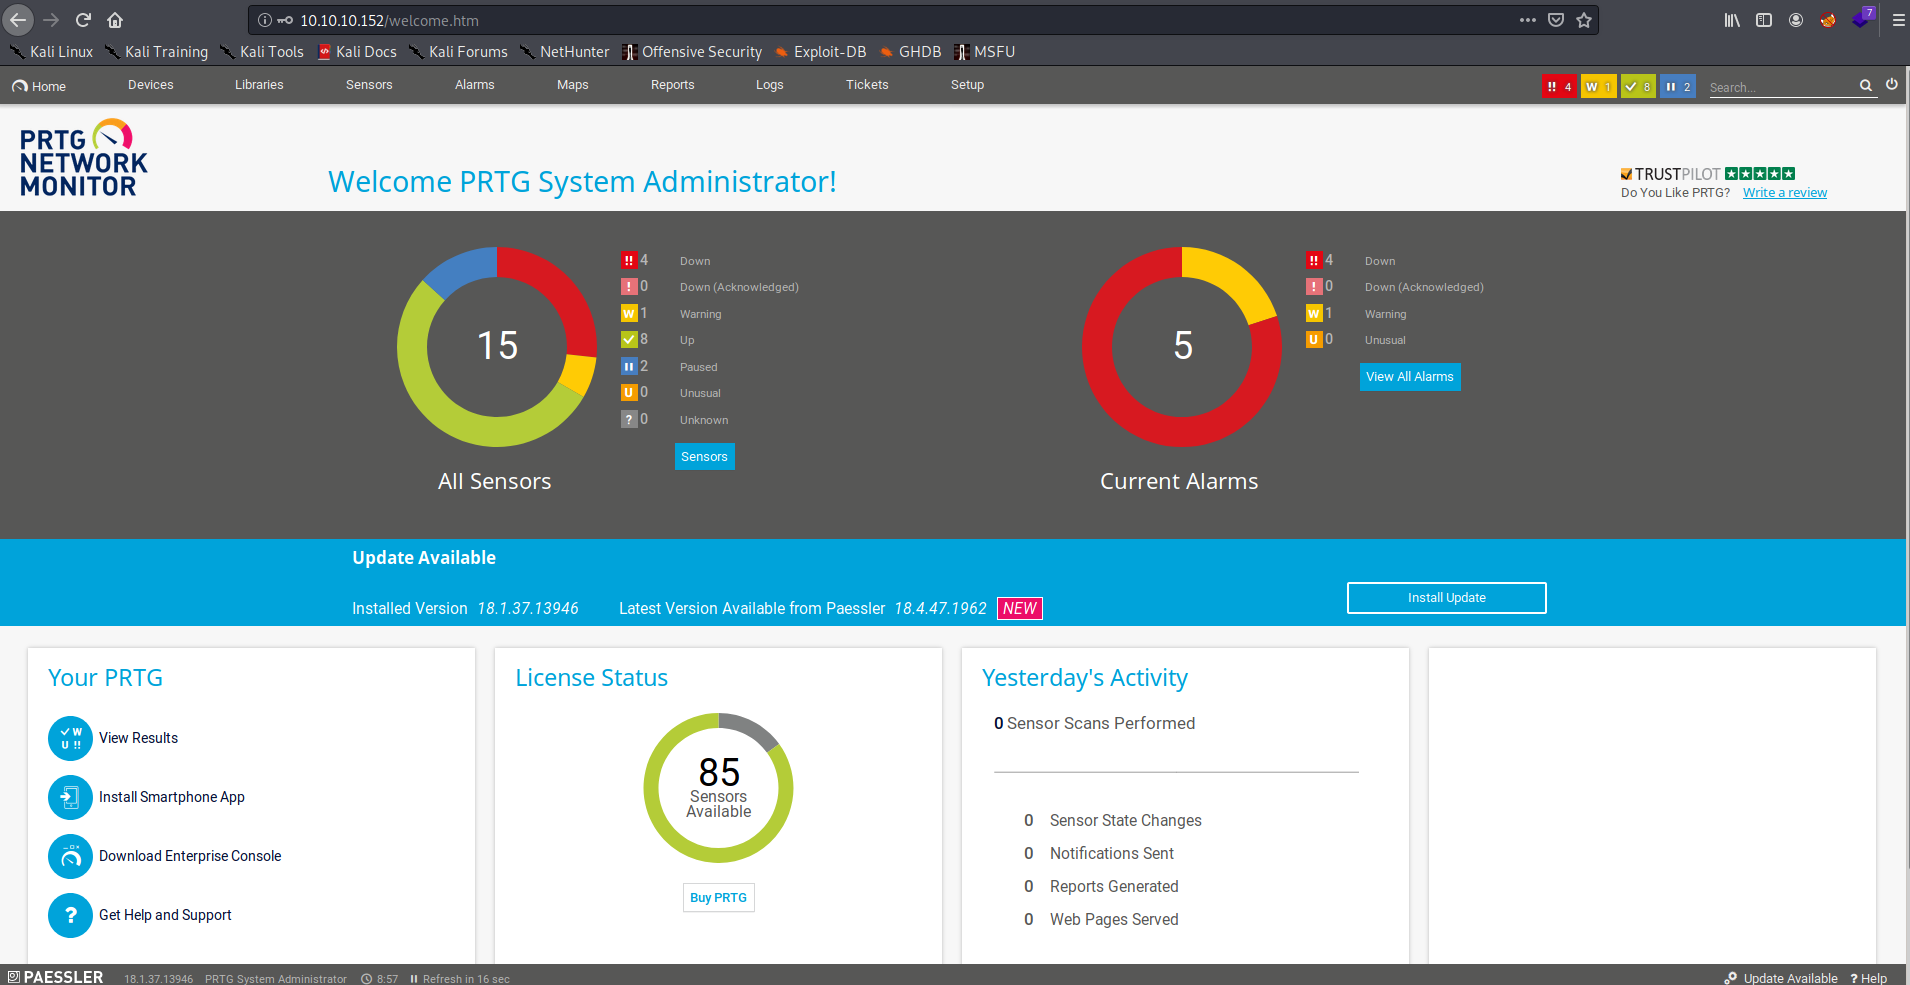 10.10.10.152/welcome.htm
7
Kali Linux Kali Training Kali Tools Kali Docs Kali Forums NetHunter Offensive Security Exploit-DB GHDB MSFU
Home Devices Libraries Sensors Alarms Maps Reports Logs Tickets Setup !! 4 W 1 8 2 Search...
PRTG
NETWORK
MONITOR
Welcome PRTG System Administrator!
TRUSTPILOT
Do You Like PRTG? Write a review
15
!! 4 Down
! 0 Down (Acknowledged)
W 1 Warning
8 Up
2 Paused
U 0 Unusual
? 0 Unknown
Sensors
All Sensors
5
!! 4 Down
! 0 Down (Acknowledged)
W 1 Warning
U 0 Unusual
View All Alarms
Current Alarms
Update Available
Installed Version 18.1.37.13946 Latest Version Available from Paessler 18.4.47.1962 NEW
Install Update
Your PRTG
W
U !!
View Results
Install Smartphone App
Download Enterprise Console
? Get Help and Support
License Status
85
Sensors
Available
Buy PRTG
Yesterday's Activity
0 Sensor Scans Performed
0 Sensor State Changes
0 Notifications Sent
0 Reports Generated
0 Web Pages Served
PAESSLER 18.1.37.13946 PRTG System Administrator 8:57 Refresh in 16 sec Update Available ? Help